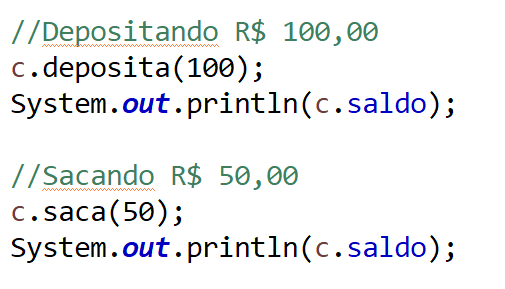 //Depositando R$ 100,00
c.deposita(100);
System.out.println(c.saldo);
//Sacando R$ 50,00
c.saca(50);
System.out.println(c.saldo);